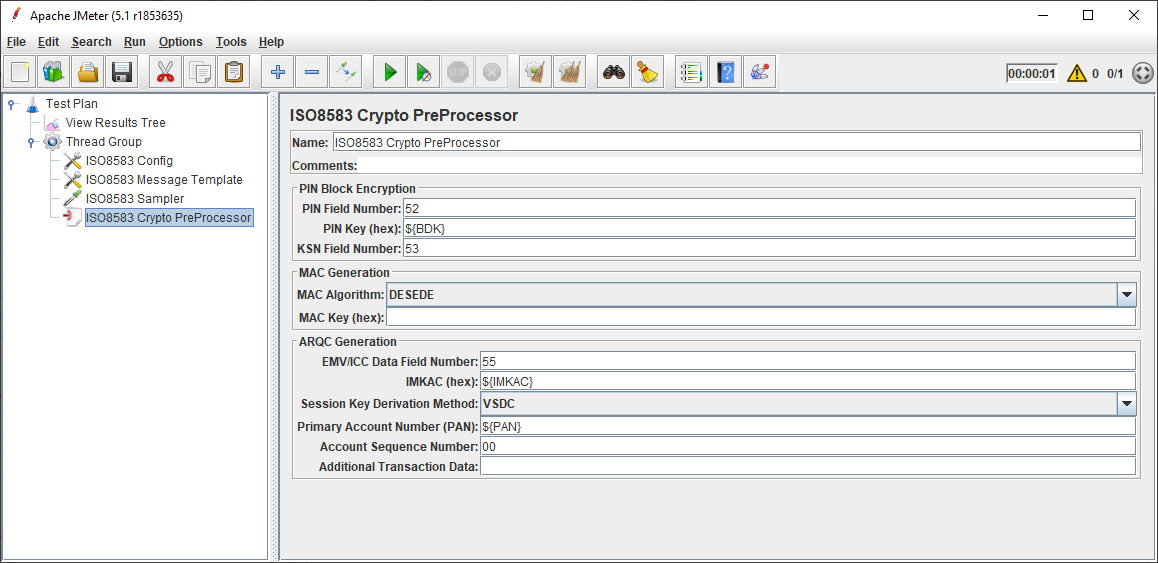 Apache JMeter (5.1 r1853635)
File Edit Search Run Options Tools Help
STOP 00:00:01 0 0/1
Test Plan
View Results Tree
Thread Group
ISO8583 Config
ISO8583 Message Template
ISO8583 Sampler
ISO8583 Crypto PreProcessor
ISO8583 Crypto PreProcessor
Name: ISO8583 Crypto PreProcessor
Comments:
PIN Block Encryption
PIN Field Number: 52
PIN Key (hex): ${BDK}
KSN Field Number: 53
MAC Generation
MAC Algorithm: DESEDE
MAC Key (hex):
ARQC Generation
EMV/ICC Data Field Number: 55
IMKAC (hex): ${IMKAC}
Session Key Derivation Method: VSDC
Primary Account Number (PAN): ${PAN}
Account Sequence Number: 00
Additional Transaction Data: